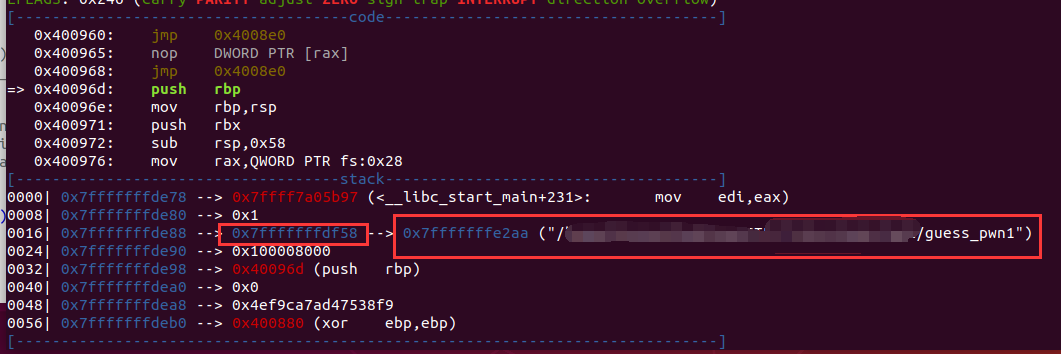 EFLAGS: 0x246 (carry PARITY adjust ZERO sign trap INTERRUPT direction overflow)
[-------------------------------------code-------------------------------------]
0x400960: jmp 0x4008e0
0x400965: nop DWORD PTR [rax]
0x400968: jmp 0x4008e0
=> 0x40096d: push rbp
0x40096e: mov rbp,rsp
0x400971: push rbx
0x400972: sub rsp,0x58
0x400976: mov rax,QWORD PTR fs:0x28
[------------------------------------stack-------------------------------------]
0000| 0x7fffffffde78 --> 0x7ffff7a05b97 (<__libc_start_main+231>: mov edi,eax)
0008| 0x7fffffffde80 --> 0x1
0016| 0x7fffffffde88 --> 0x7fffffffdf58 --> 0x7fffffffe2aa ("/ /guess_pwn1")
0024| 0x7fffffffde90 --> 0x100008000
0032| 0x7fffffffde98 --> 0x40096d (push rbp)
0040| 0x7fffffffdea0 --> 0x0
0048| 0x7fffffffdea8 --> 0x4ef9ca7ad47538f9
0056| 0x7fffffffdeb0 --> 0x400880 (xor ebp,ebp)
[------------------------------------------------------------------------------]